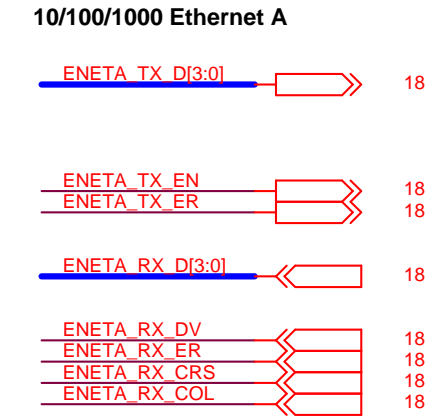 10/100/1000 Ethernet A
ENETA_TX_D[3:0] 18
ENETA_TX_EN 18
ENETA_TX_ER 18
ENETA_RX_D[3:0] 18
ENETA_RX_DV 18
ENETA_RX_ER 18
ENETA_RX_CRS 18
ENETA_RX_COL 18